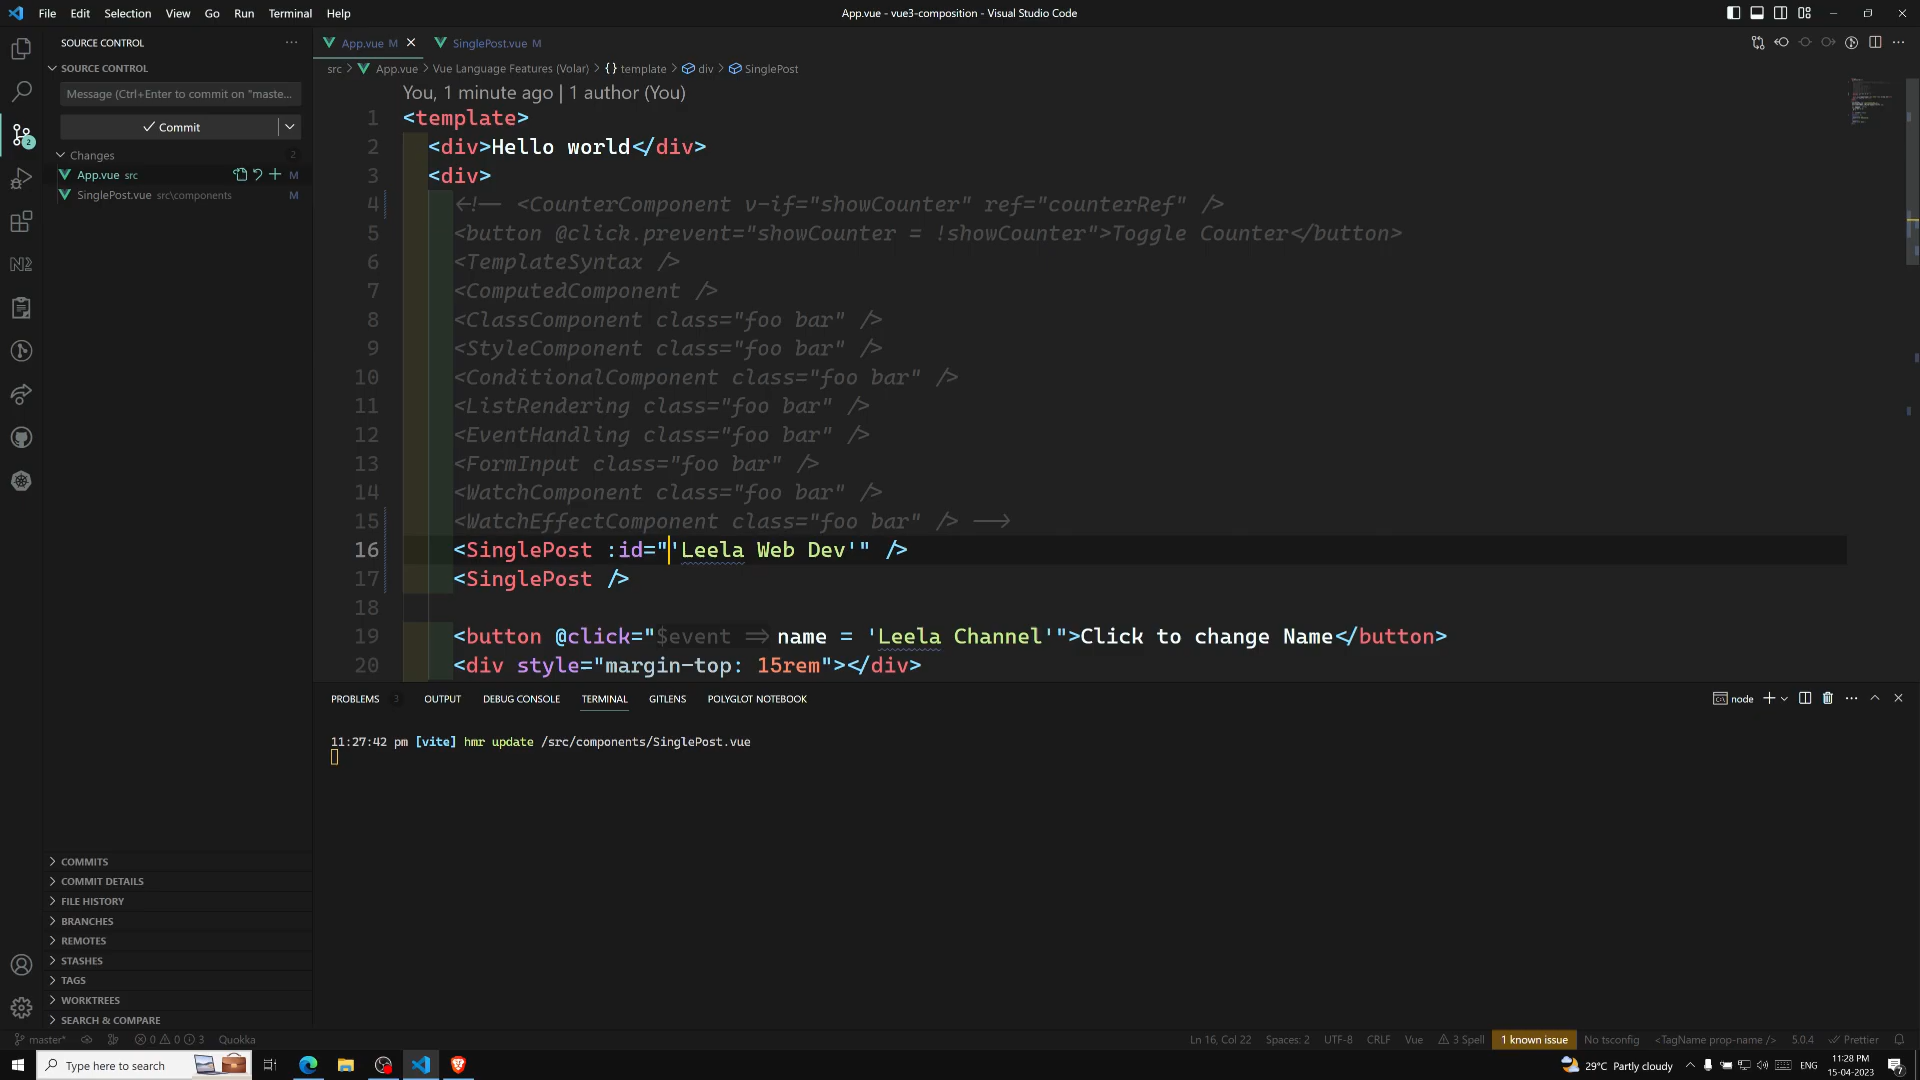 File Edit Selection View Go Run Terminal Help
App.vue - vue3-composition - Visual Studio Code
SOURCE CONTROL
SOURCE CONTROL
Message (Ctrl+Enter to commit on "maste...
Commit
Changes 2
App.vue src M
SinglePost.vue src\components M
COMMITS
COMMIT DETAILS
FILE HISTORY
BRANCHES
REMOTES
STASHES
TAGS
WORKTREES
SEARCH & COMPARE
App.vue M
SinglePost.vue M
src > App.vue > Vue Language Features (Volar) > {} template > div > SinglePost
You, 1 minute ago | 1 author (You)
1 <template>
2 <div>Hello world</div>
3 <div>
4 <!-- <CounterComponent v-if="showCounter" ref="counterRef" />
5 <button @click.prevent="showCounter = !showCounter">Toggle Counter</button>
6 <TemplateSyntax />
7 <ComputedComponent />
8 <ClassComponent class="foo bar" />
9 <StyleComponent class="foo bar" />
10 <ConditionalComponent class="foo bar" />
11 <ListRendering class="foo bar" />
12 <EventHandling class="foo bar" />
13 <FormInput class="foo bar" />
14 <WatchComponent class="foo bar" />
15 <WatchEffectComponent class="foo bar" /> -->
16 <SinglePost :id="'Leela Web Dev'" />
17 <SinglePost />
18
19 <button @click="$event => name = 'Leela Channel'">Click to change Name</button>
20 <div style="margin-top: 15rem"></div>
PROBLEMS 3 OUTPUT DEBUG CONSOLE TERMINAL GITLENS POLYGLOT NOTEBOOK
node
11:27:42 pm [vite] hmr update /src/components/SinglePost.vue
master* 0 0 3 Quokka
Ln 16, Col 22 Spaces: 2 UTF-8 CRLF Vue 3 Spell 1 known issue No tsconfig <TagName prop-name /> 5.0.4 Prettier
Type here to search
29°C Partly cloudy
ENG
11:28 PM
15-04-2023
7